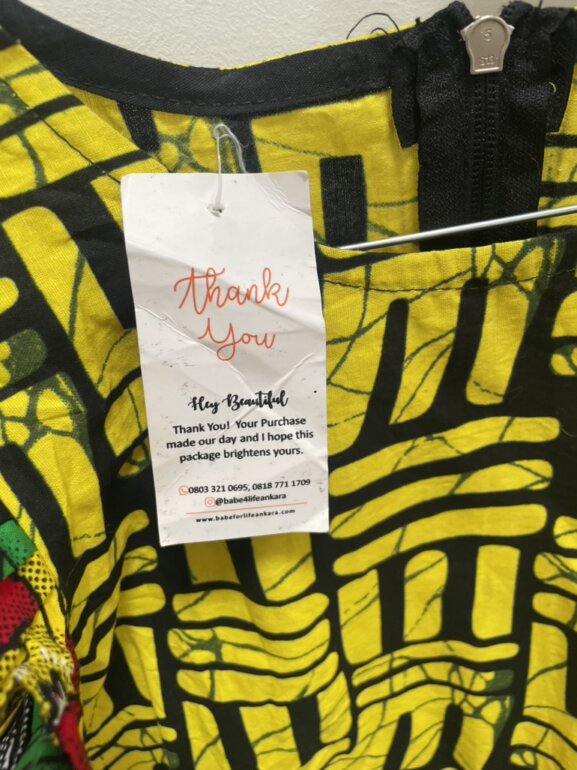 Thank
You
Hey Beautiful
Thank You! Your Purchase
made our day and I hope this
package brightens yours.
0803 321 0695, 0818 771 1709
@babe4lifeankara
www.babeforlifeankara.com